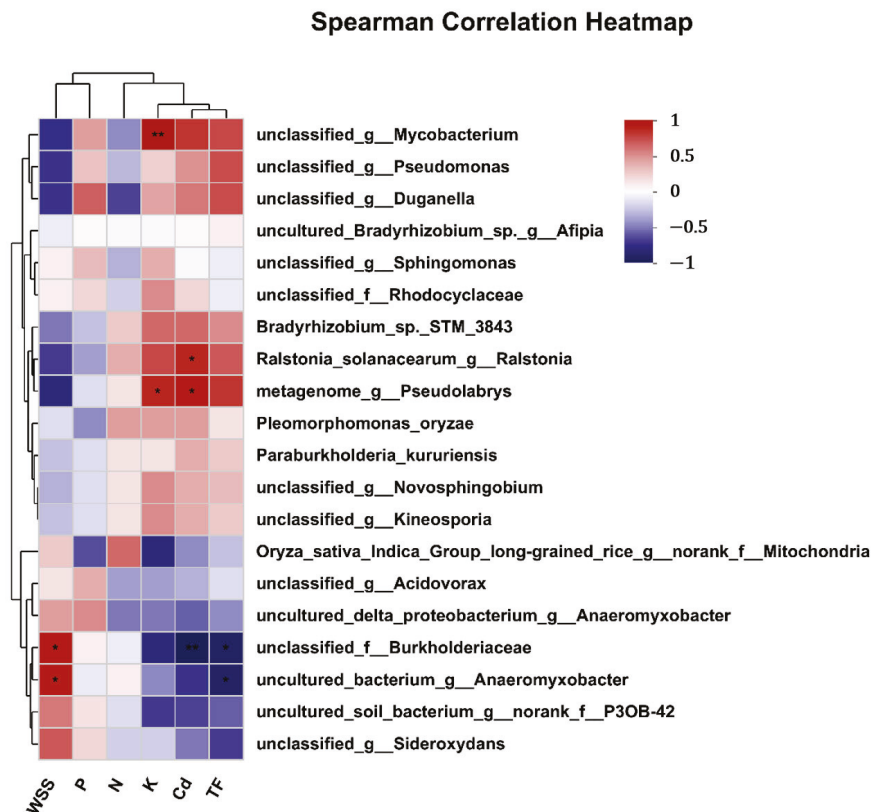 Spearman Correlation Heatmap
** unclassified_g__Mycobacterium
unclassified_g__Pseudomonas
unclassified_g__Duganella
uncultured_Bradyrhizobium_sp._g__Afipia
unclassified_g__Sphingomonas
unclassified_f__Rhodocyclaceae
Bradyrhizobium_sp._STM_3843
* Ralstonia_solanacearum_g__Ralstonia
* * metagenome_g__Pseudolabrys
Pleomorphomonas_oryzae
Paraburkholderia_kururiensis
unclassified_g__Novosphingobium
unclassified_g__Kineosporia
Oryza_sativa_Indica_Group_long-grained_rice_g__norank_f__Mitochondria
unclassified_g__Acidovorax
uncultured_delta_proteobacterium_g__Anaeromyxobacter
* ** * unclassified_f__Burkholderiaceae
* * uncultured_bacterium_g__Anaeromyxobacter
uncultured_soil_bacterium_g__norank_f__P3OB-42
unclassified_g__Sideroxydans
WSS P N K Cd TF
1
0.5
0
−0.5
−1